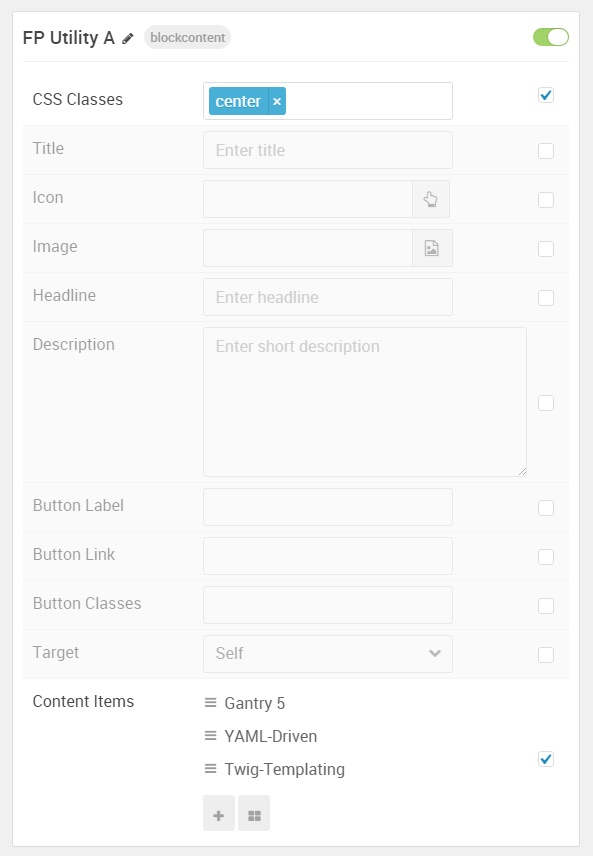 FP Utility A blockcontent
CSS Classes center ×
Title Enter title
Icon
Image
Headline Enter headline
Description Enter short description
Button Label
Button Link
Button Classes
Target Self
Content Items Gantry 5
YAML-Driven
Twig-Templating